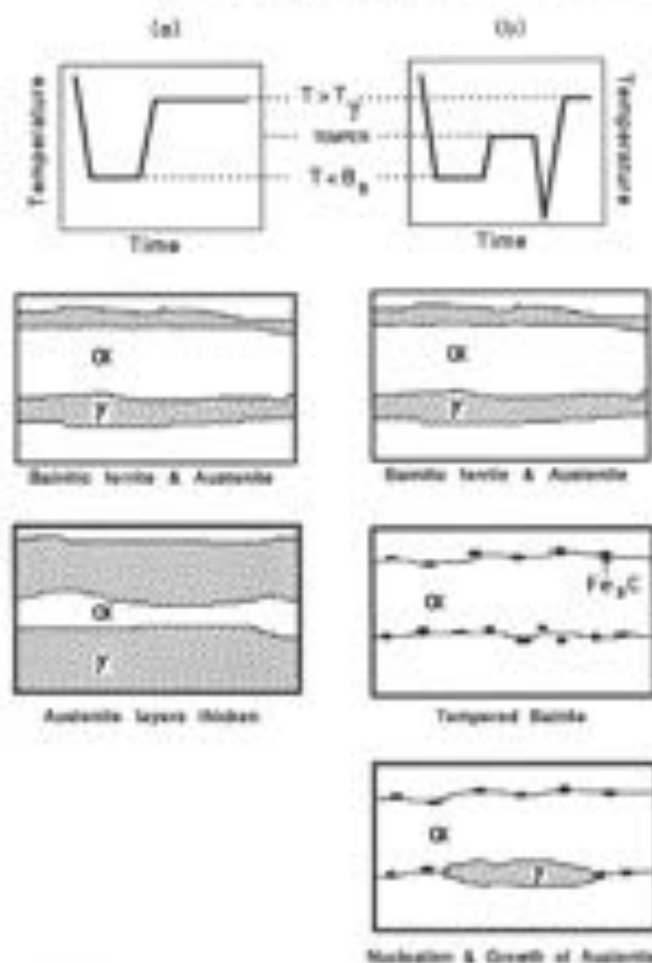 (a)
(b)
Temperature
Time
T > Tγ
TEMPER
T < Bs
Temperature
Time
α
γ
Bainitic ferrite & Austenite
α
γ
Bainitic ferrite & Austenite
α
γ
Austenite layers thicken
α
Fe3C
Tempered Bainite
α
γ
Nucleation & Growth of Austenite